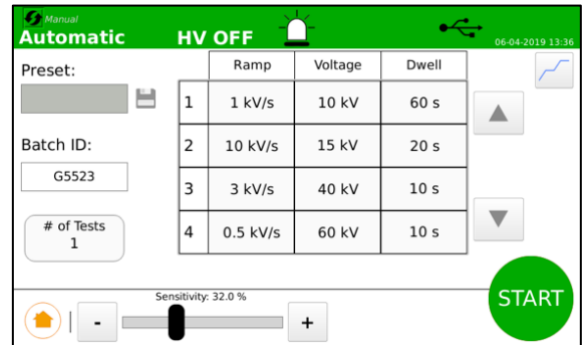 Manual
Automatic HV OFF 06-04-2019 13:36
Preset:
Ramp Voltage Dwell
1 1 kV/s 10 kV 60 s
Batch ID:
G5523
2 10 kV/s 15 kV 20 s
3 3 kV/s 40 kV 10 s
# of Tests
1
4 0.5 kV/s 60 kV 10 s
START
Sensitivity: 32.0 %
- +